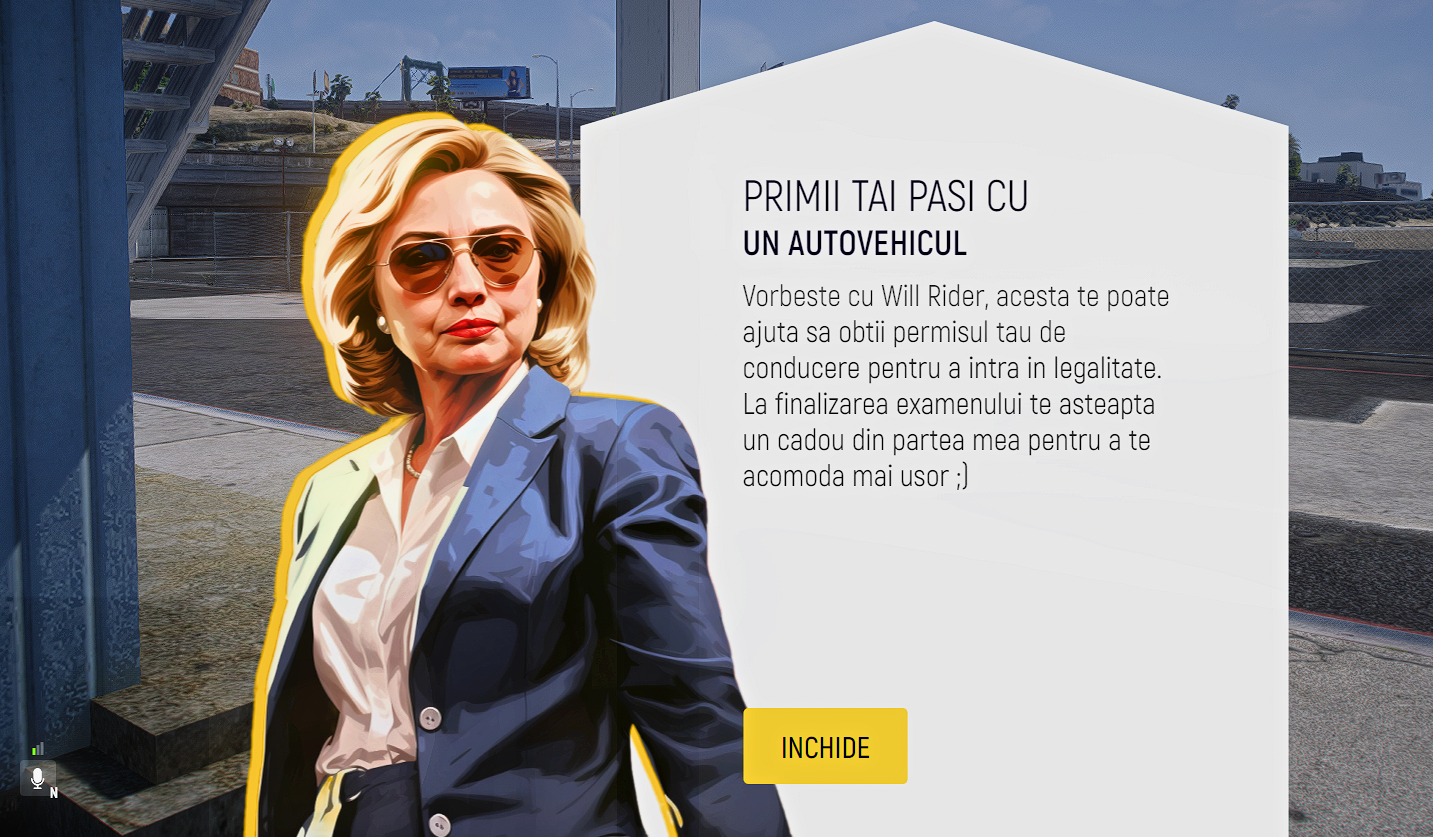 PRIMII TAI PASI CU
UN AUTOVEHICUL
Vorbeste cu Will Rider, acesta te poate
ajuta sa obtii permisul tau de
conducere pentru a intra in legalitate.
La finalizarea examenului te asteapta
un cadou din partea mea pentru a te
acomoda mai usor ;)
INCHIDE
N